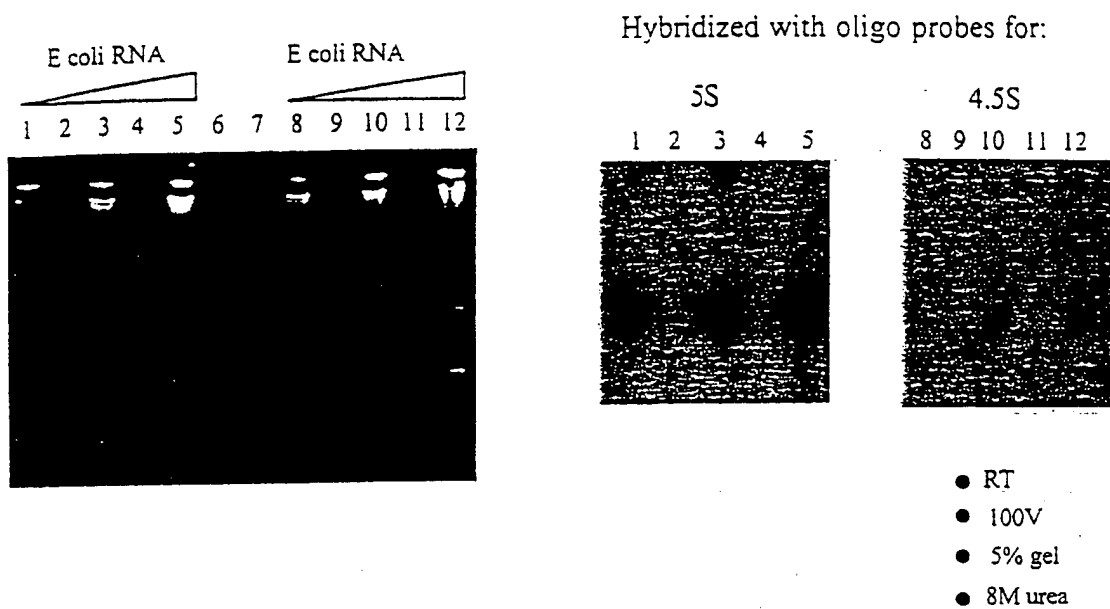 E coli RNA
E coli RNA
1 2 3 4 5 6 7 8 9 10 11 12
Hybridized with oligo probes for:
5S
4.5S
1 2 3 4 5
8 9 10 11 12
● RT
● 100V
● 5% gel
● 8M urea